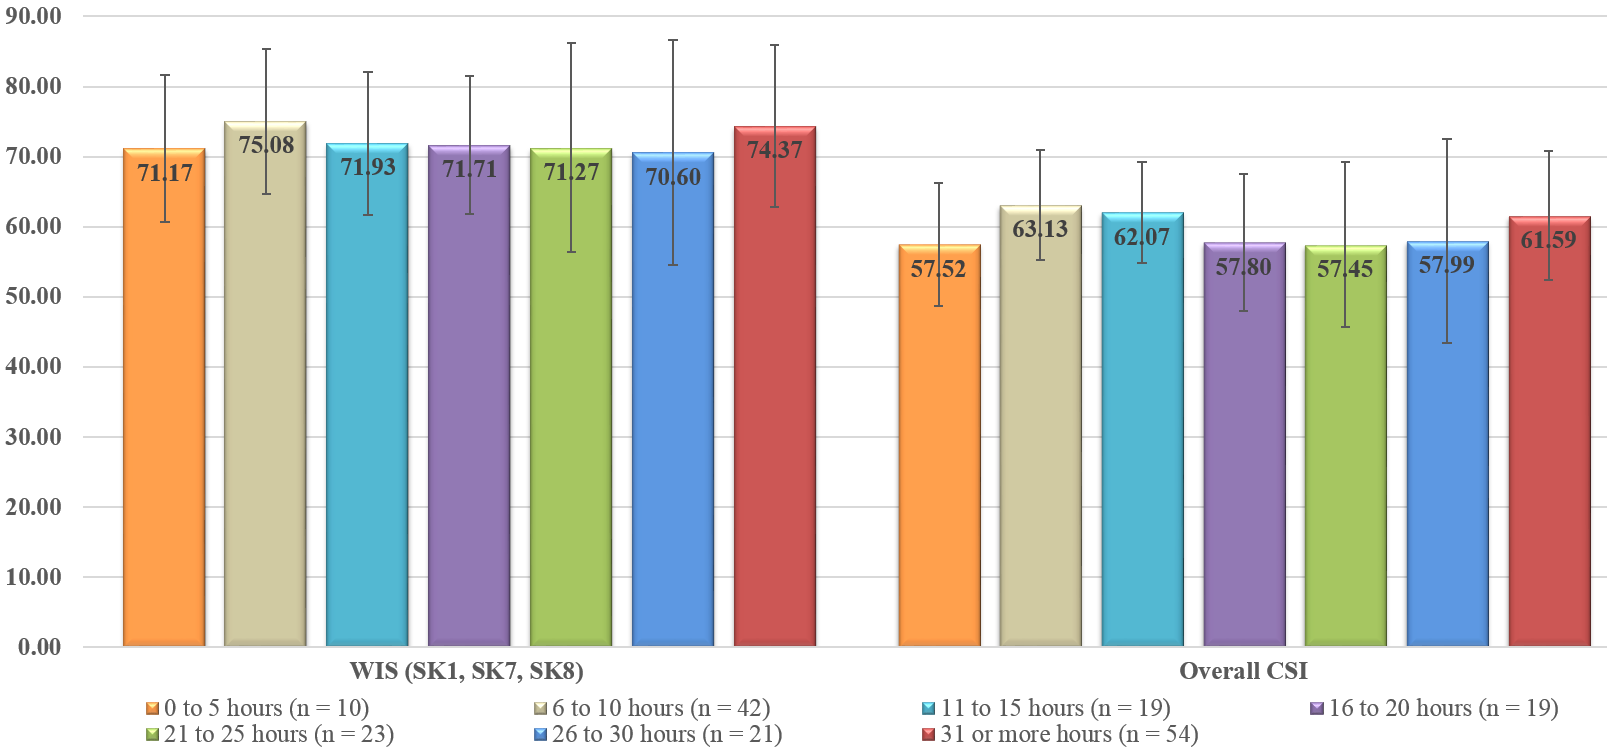 90.00
80.00
70.00
60.00
50.00
40.00
30.00
20.00
10.00
0.00
71.17 75.08 71.93 71.71 71.27 70.60 74.37
57.52 63.13 62.07 57.80 57.45 57.99 61.59
WIS (SK1, SK7, SK8) Overall CSI
0 to 5 hours (n = 10) 6 to 10 hours (n = 42) 11 to 15 hours (n = 19) 16 to 20 hours (n = 19)
21 to 25 hours (n = 23) 26 to 30 hours (n = 21) 31 or more hours (n = 54)